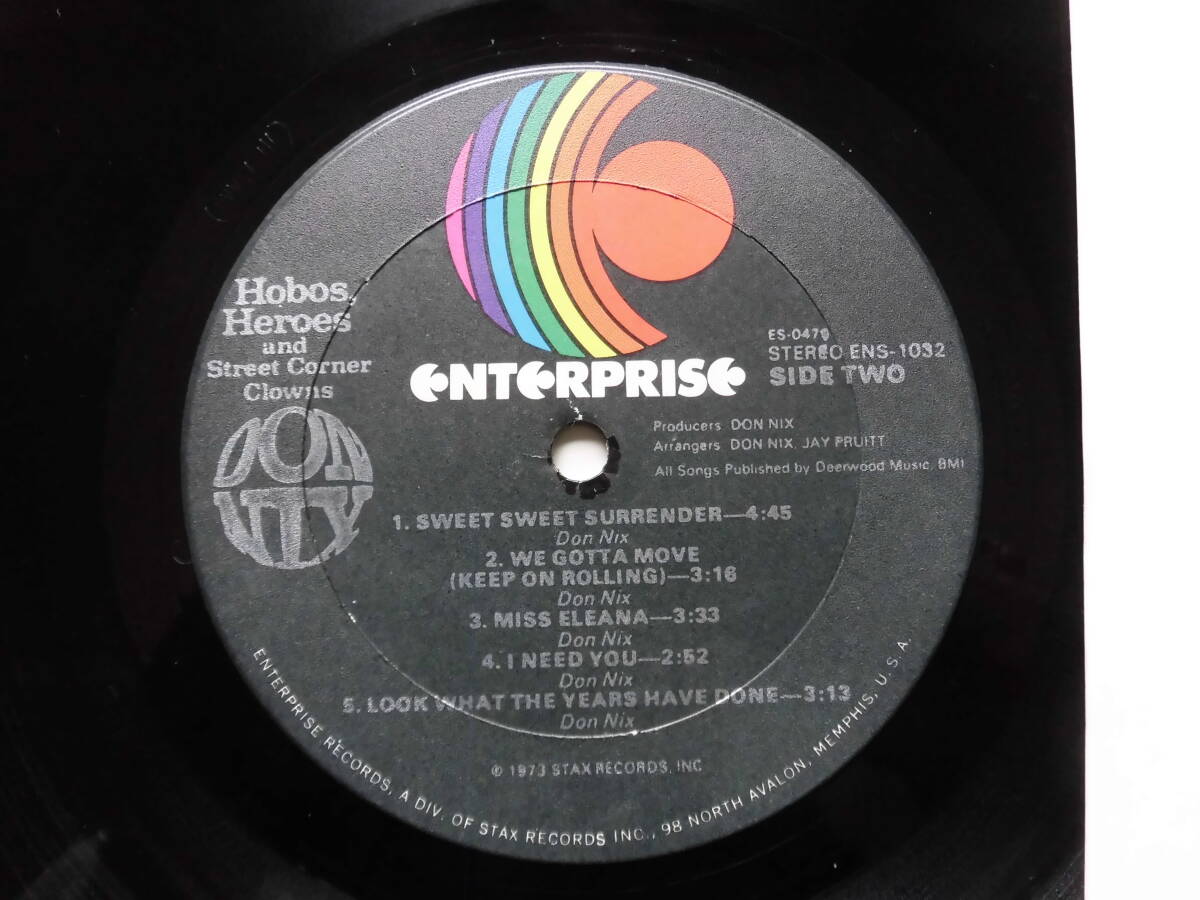 Hobos,
Heroes
and
Street Corner
Clowns
DON
NIX
ENTERPRISE
ES-0479
STEREO ENS-1032
SIDE TWO
Producers DON NIX
Arrangers DON NIX, JAY PRUITT
All Songs Published by Deerwood Music, BMI
1. SWEET SWEET SURRENDER—4:45
Don Nix
2. WE GOTTA MOVE
(KEEP ON ROLLING)—3:16
Don Nix
3. MISS ELEANA—3:33
Don Nix
4. I NEED YOU—2:52
Don Nix
5. LOOK WHAT THE YEARS HAVE DONE—3:13
Don Nix
℗ 1973 STAX RECORDS, INC
ENTERPRISE RECORDS, A DIV. OF STAX RECORDS INC., 98 NORTH AVALON, MEMPHIS, U.S.A.